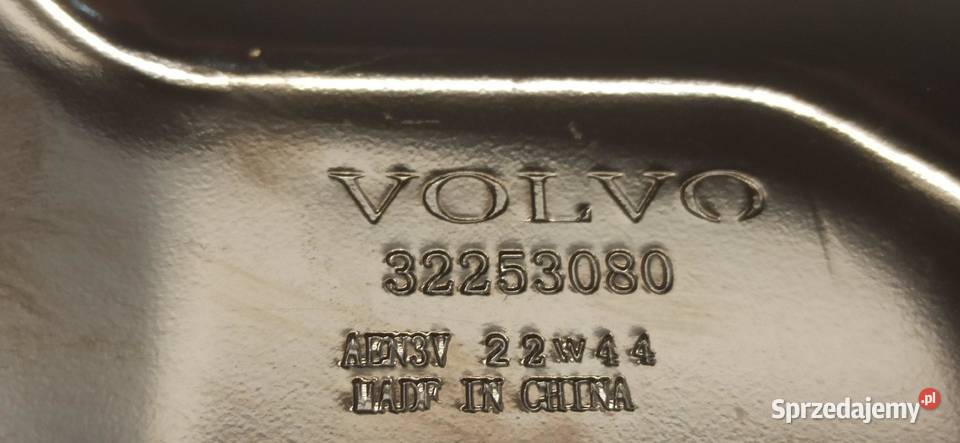 VOLVO
32253080
AEN3V 22W44
MADE IN CHINA
Sprzedajemy.pl